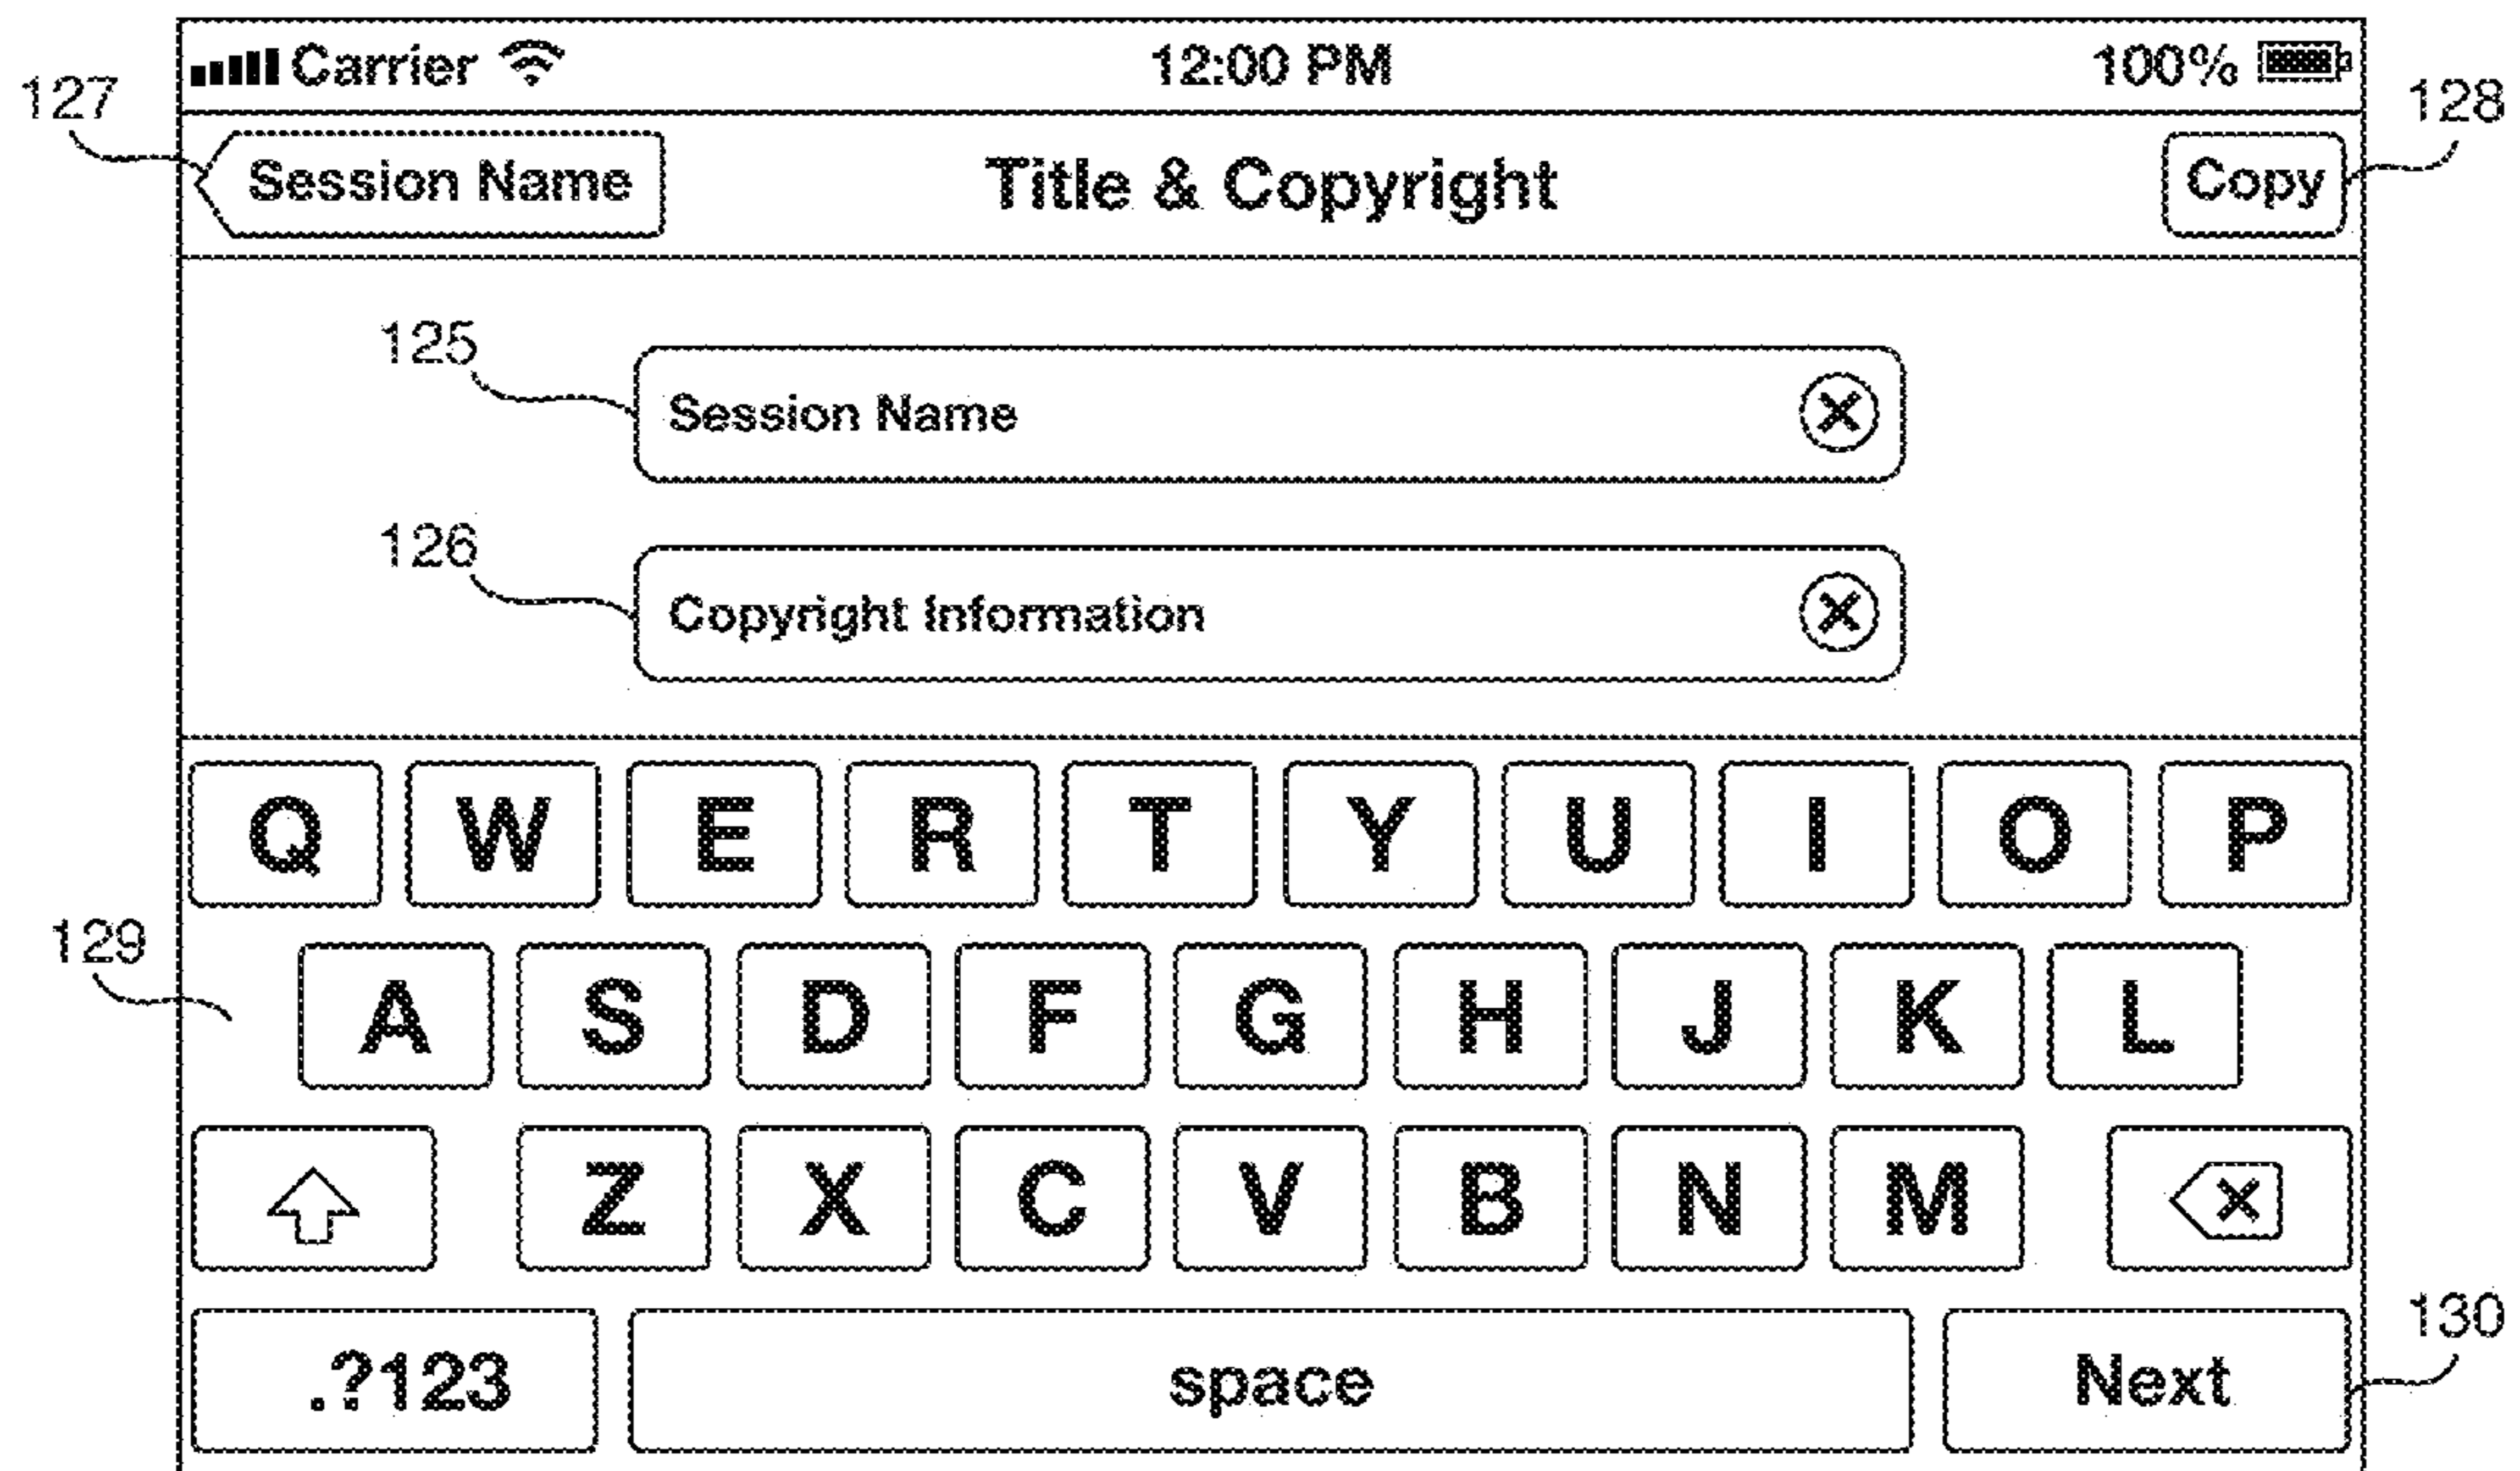 Carrier 12:00 PM 100%
127 128
Session Name Title & Copyright Copy
125
Session Name
126
Copyright Information
Q W E R T Y U I O P
129
A S D F G H J K L
Z X C V B N M
130
.?123 space Next